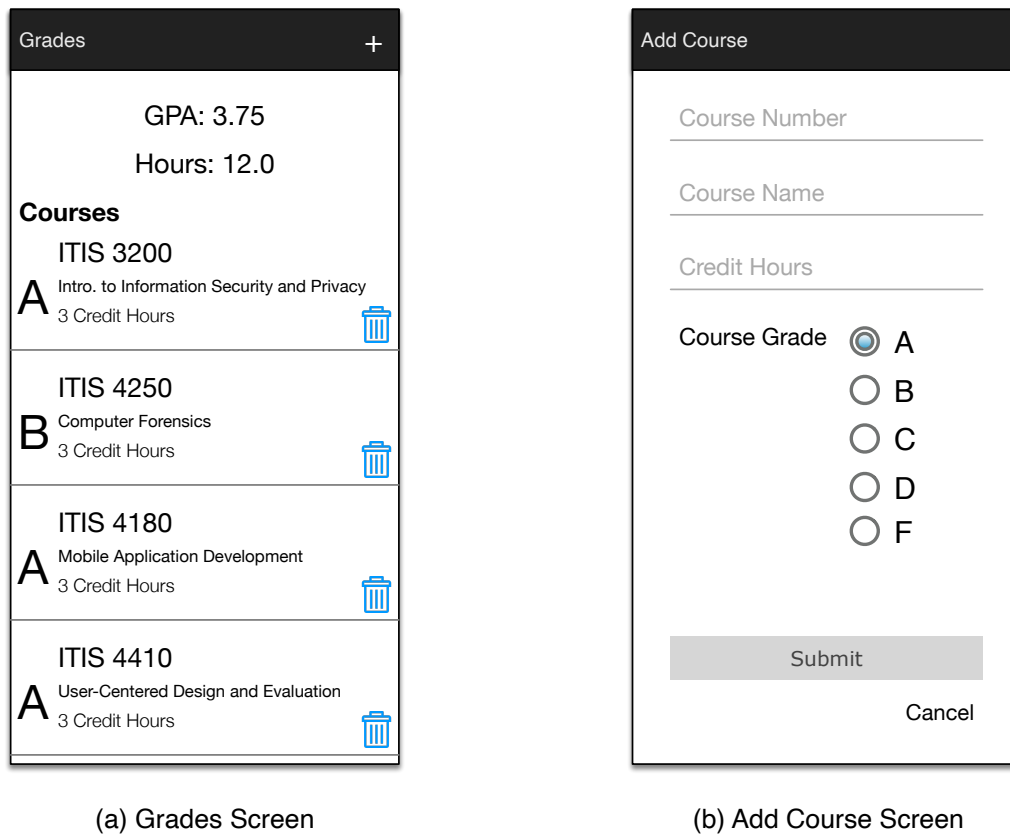 Grades +
GPA: 3.75
Hours: 12.0
Courses
ITIS 3200
A
Intro. to Information Security and Privacy
3 Credit Hours
ITIS 4250
B
Computer Forensics
3 Credit Hours
ITIS 4180
A
Mobile Application Development
3 Credit Hours
ITIS 4410
A
User-Centered Design and Evaluation
3 Credit Hours
(a) Grades Screen
Add Course
Course Number
Course Name
Credit Hours
Course Grade
A
B
C
D
F
Submit
Cancel
(b) Add Course Screen